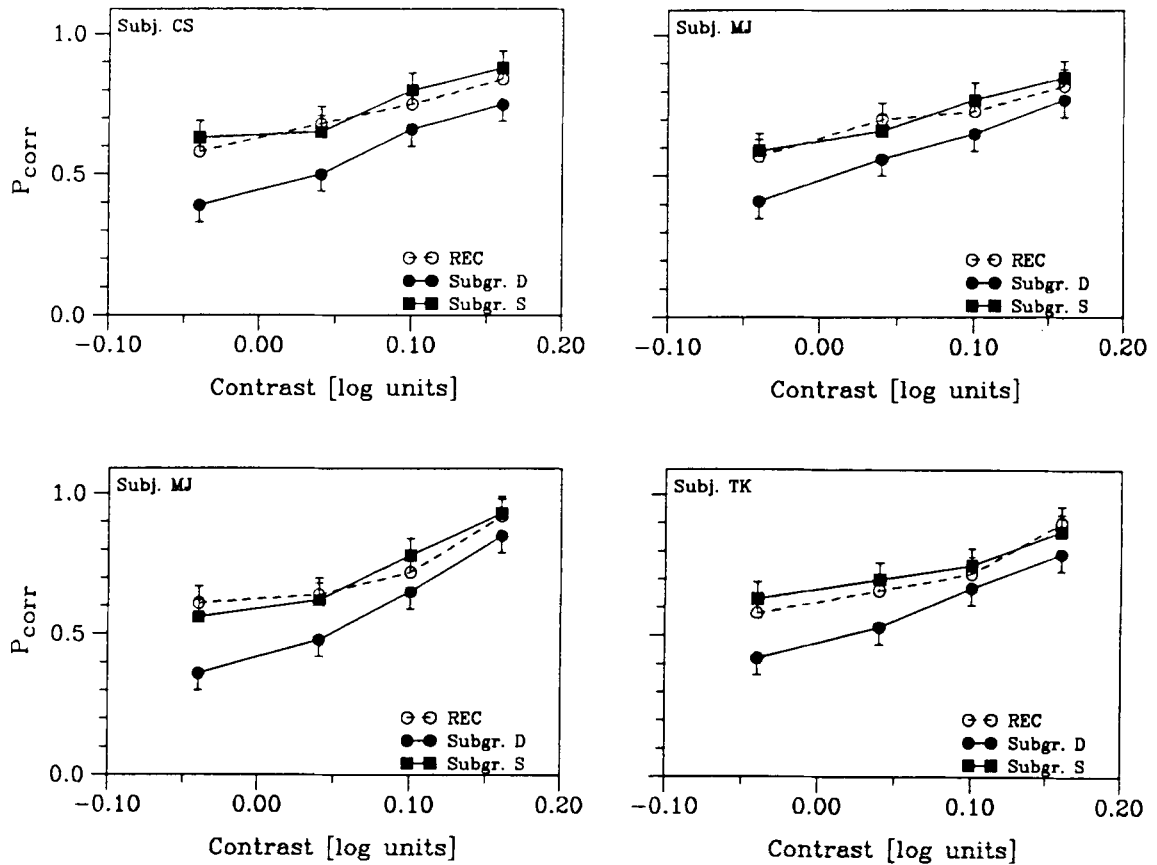 Subj. CS
1.0
0.5
0.0
Pcorr
REC
Subgr. D
Subgr. S
-0.10 0.00 0.10 0.20
Contrast [log units]
Subj. MJ
REC
Subgr. D
Subgr. S
-0.10 0.00 0.10 0.20
Contrast [log units]
Subj. MJ
1.0
0.5
0.0
Pcorr
REC
Subgr. D
Subgr. S
-0.10 0.00 0.10 0.20
Contrast [log units]
Subj. TK
REC
Subgr. D
Subgr. S
-0.10 0.00 0.10 0.20
Contrast [log units]